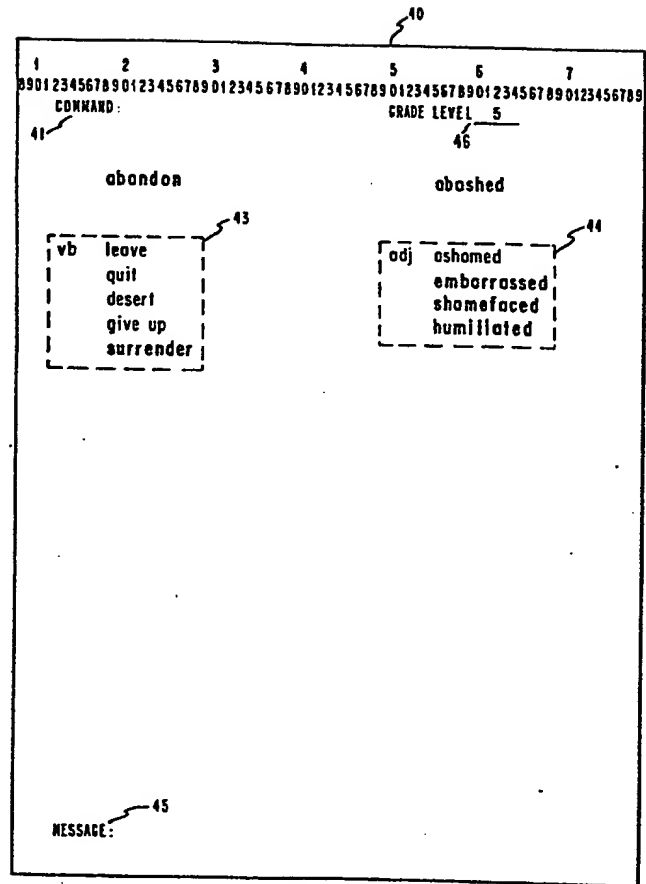 40
1 2 3 4 5 6 7
8901234567890123456789012345678901234567890123456789012345678901234567890123456789
COMMAND: GRADE LEVEL 5
41 46
abandon abashed
43 44
vb leave adj ashamed
quit embarrassed
desert shamefaced
give up humiliated
surrender
45
MESSAGE: